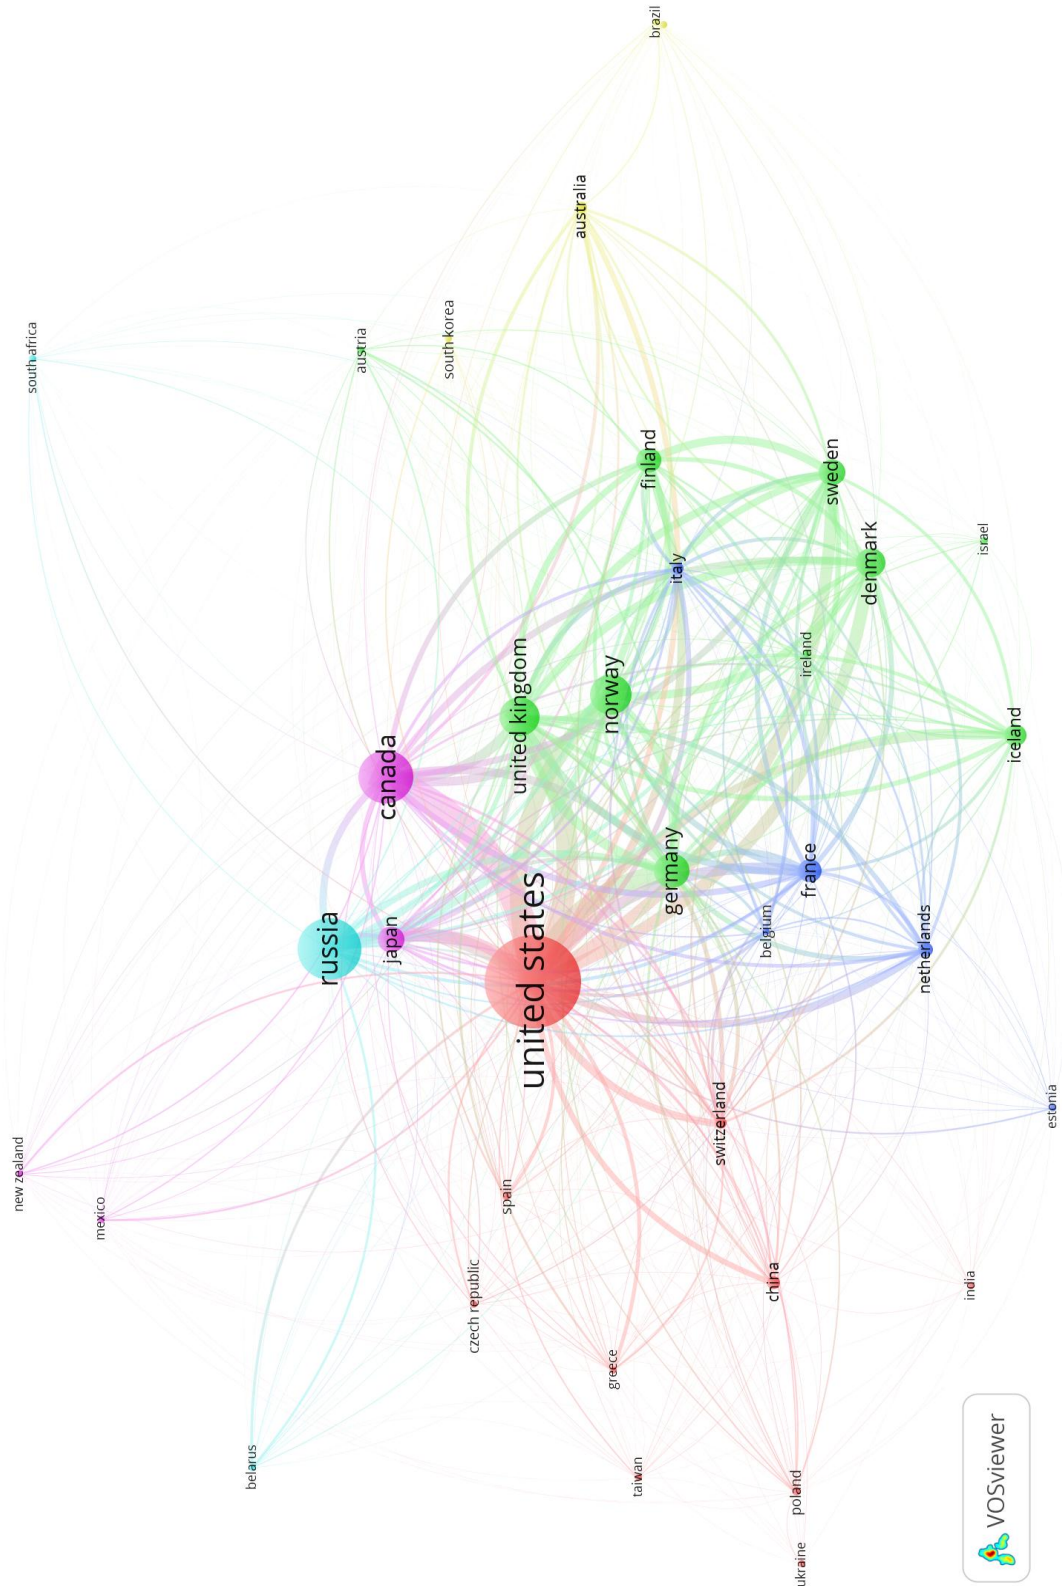 brazil
australia
south korea
austria
south africa
finland
sweden
italy
denmark
israel
ireland
united kingdom
norway
iceland
canada
germany
france
russia
japan
united states
belgium
netherlands
switzerland
estonia
new zealand
mexico
spain
china
india
czech republic
greece
belarus
taiwan
poland
ukraine
VOSviewer